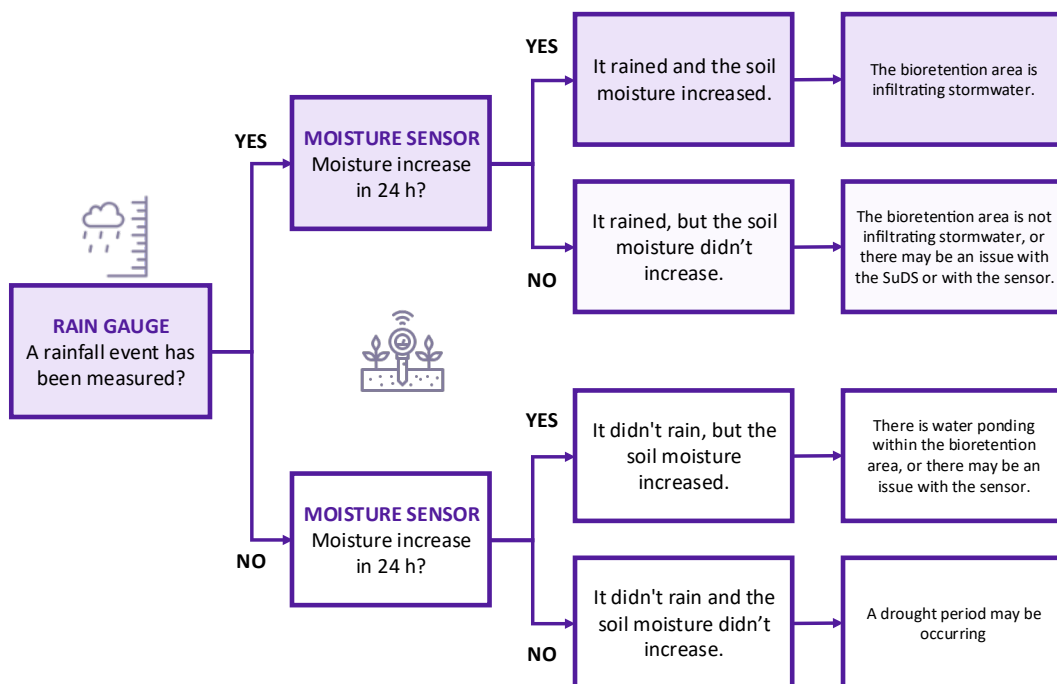 RAIN GAUGE
A rainfall event has
been measured?
YES
MOISTURE SENSOR
Moisture increase
in 24 h?
YES
It rained and the soil
moisture increased.
The bioretention area is
infiltrating stormwater.
NO
It rained, but the soil
moisture didn’t
increase.
The bioretention area is not
infiltrating stormwater, or
there may be an issue with
the SuDS or with the sensor.
NO
MOISTURE SENSOR
Moisture increase
in 24 h?
YES
It didn't rain, but the
soil moisture
increased.
There is water ponding
within the bioretention
area, or there may be an
issue with the sensor.
NO
It didn't rain and the
soil moisture didn’t
increase.
A drought period may be
occurring